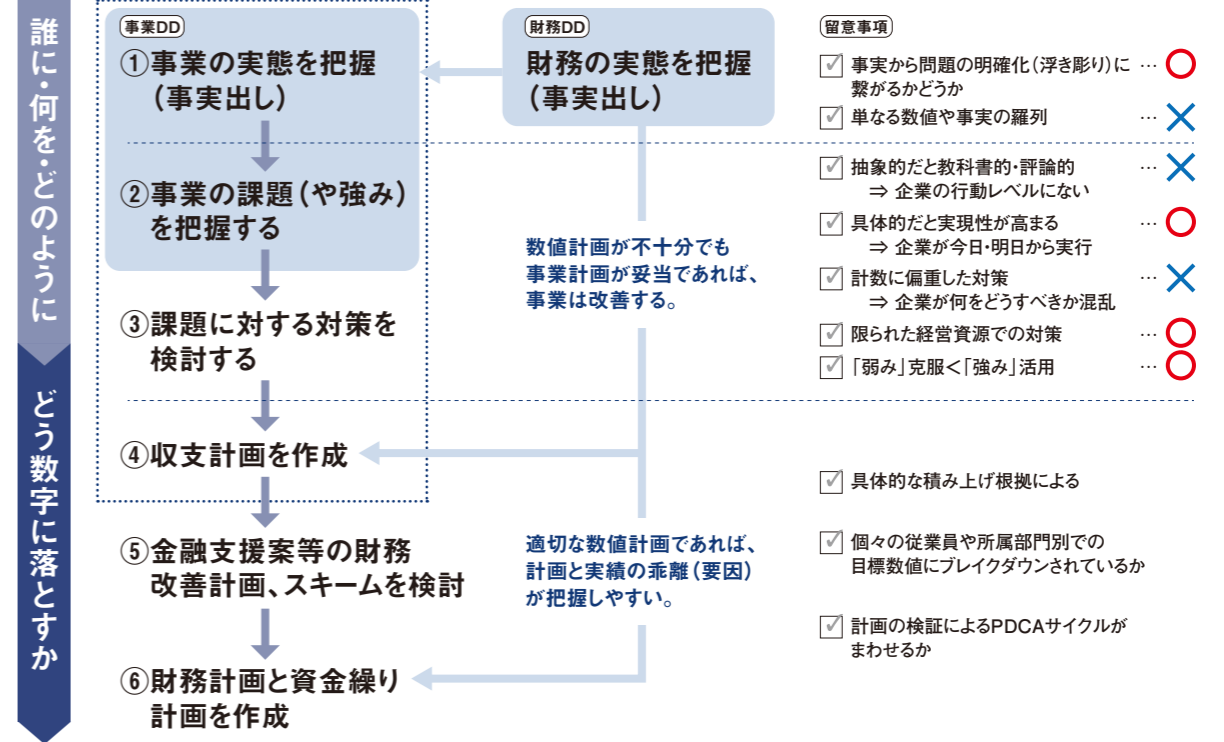 誰に・何を・どのように
どう数字に落とすか
事業DD
①事業の実態を把握
(事実出し)
②事業の課題(や強み)
を把握する
③課題に対する対策を
検討する
④収支計画を作成
⑤金融支援案等の財務
改善計画、スキームを検討
⑥財務計画と資金繰り
計画を作成
財務DD
財務の実態を把握
(事実出し)
数値計画が不十分でも
事業計画が妥当であれば、
事業は改善する。
適切な数値計画であれば、
計画と実績の乖離(要因)
が把握しやすい。
留意事項
事実から問題の明確化(浮き彫り)に … ○
繋がるかどうか
単なる数値や事実の羅列 … ×
抽象的だと教科書的・評論的 … ×
⇒ 企業の行動レベルにない
具体的だと実現性が高まる … ○
⇒ 企業が今日・明日から実行
計数に偏重した対策 … ×
⇒ 企業が何をどうすべきか混乱
限られた経営資源での対策 … ○
「弱み」克服<「強み」活用 … ○
具体的な積み上げ根拠による
個々の従業員や所属部門別での
目標数値にブレイクダウンされているか
計画の検証によるPDCAサイクルが
まわせるか